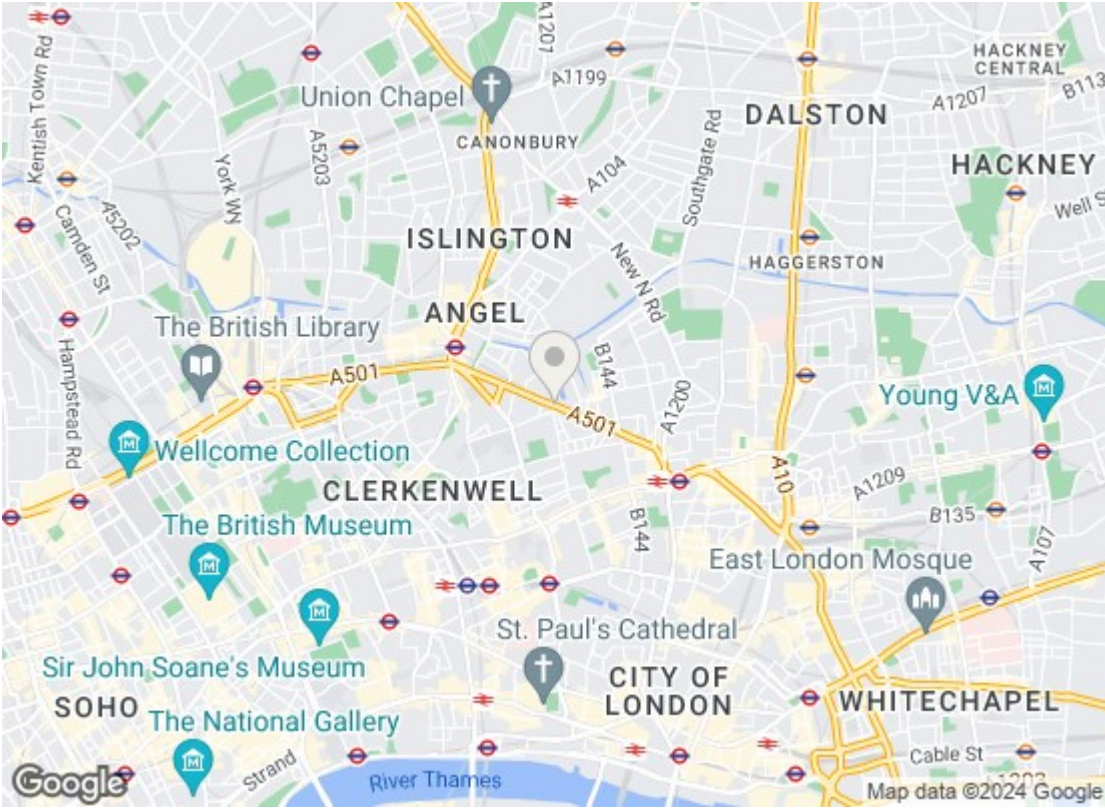 Kentish Town Rd
A1201
A1199
HACKNEY
CENTRAL
B113
A1207
Union Chapel
CANONBURY
A5203
DALSTON
York Wy
A104
Southgate Rd
HACKNEY
Well S
A5202
Camden St
ISLINGTON
New N Rd
HAGGERSTON
ANGEL
The British Library
Hampstead Rd
A501
B144
A501
A1200
Young V&A
Wellcome Collection
CLERKENWELL
A10
A1209
B135
The British Museum
B144
A107
East London Mosque
St. Paul's Cathedral
Sir John Soane's Museum
CITY OF
LONDON
WHITECHAPEL
SOHO
The National Gallery
Strand
River Thames
Cable St
A1203
Google
Map data ©2024 Google